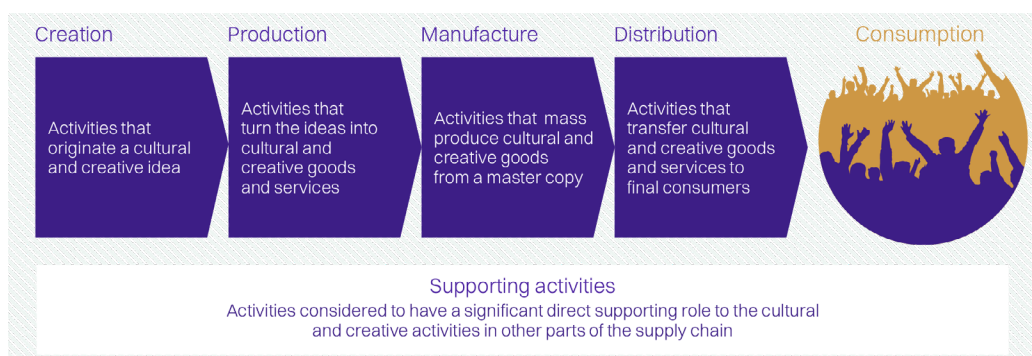 Creation
Activities that
originate a cultural
and creative idea
Production
Activities that
turn the ideas into
cultural and
creative goods
and services
Manufacture
Activities that mass
produce cultural and
creative goods
from a master copy
Distribution
Activities that
transfer cultural
and creative goods
and services to
final consumers
Consumption
Supporting activities
Activities considered to have a significant direct supporting role to the cultural
and creative activities in other parts of the supply chain